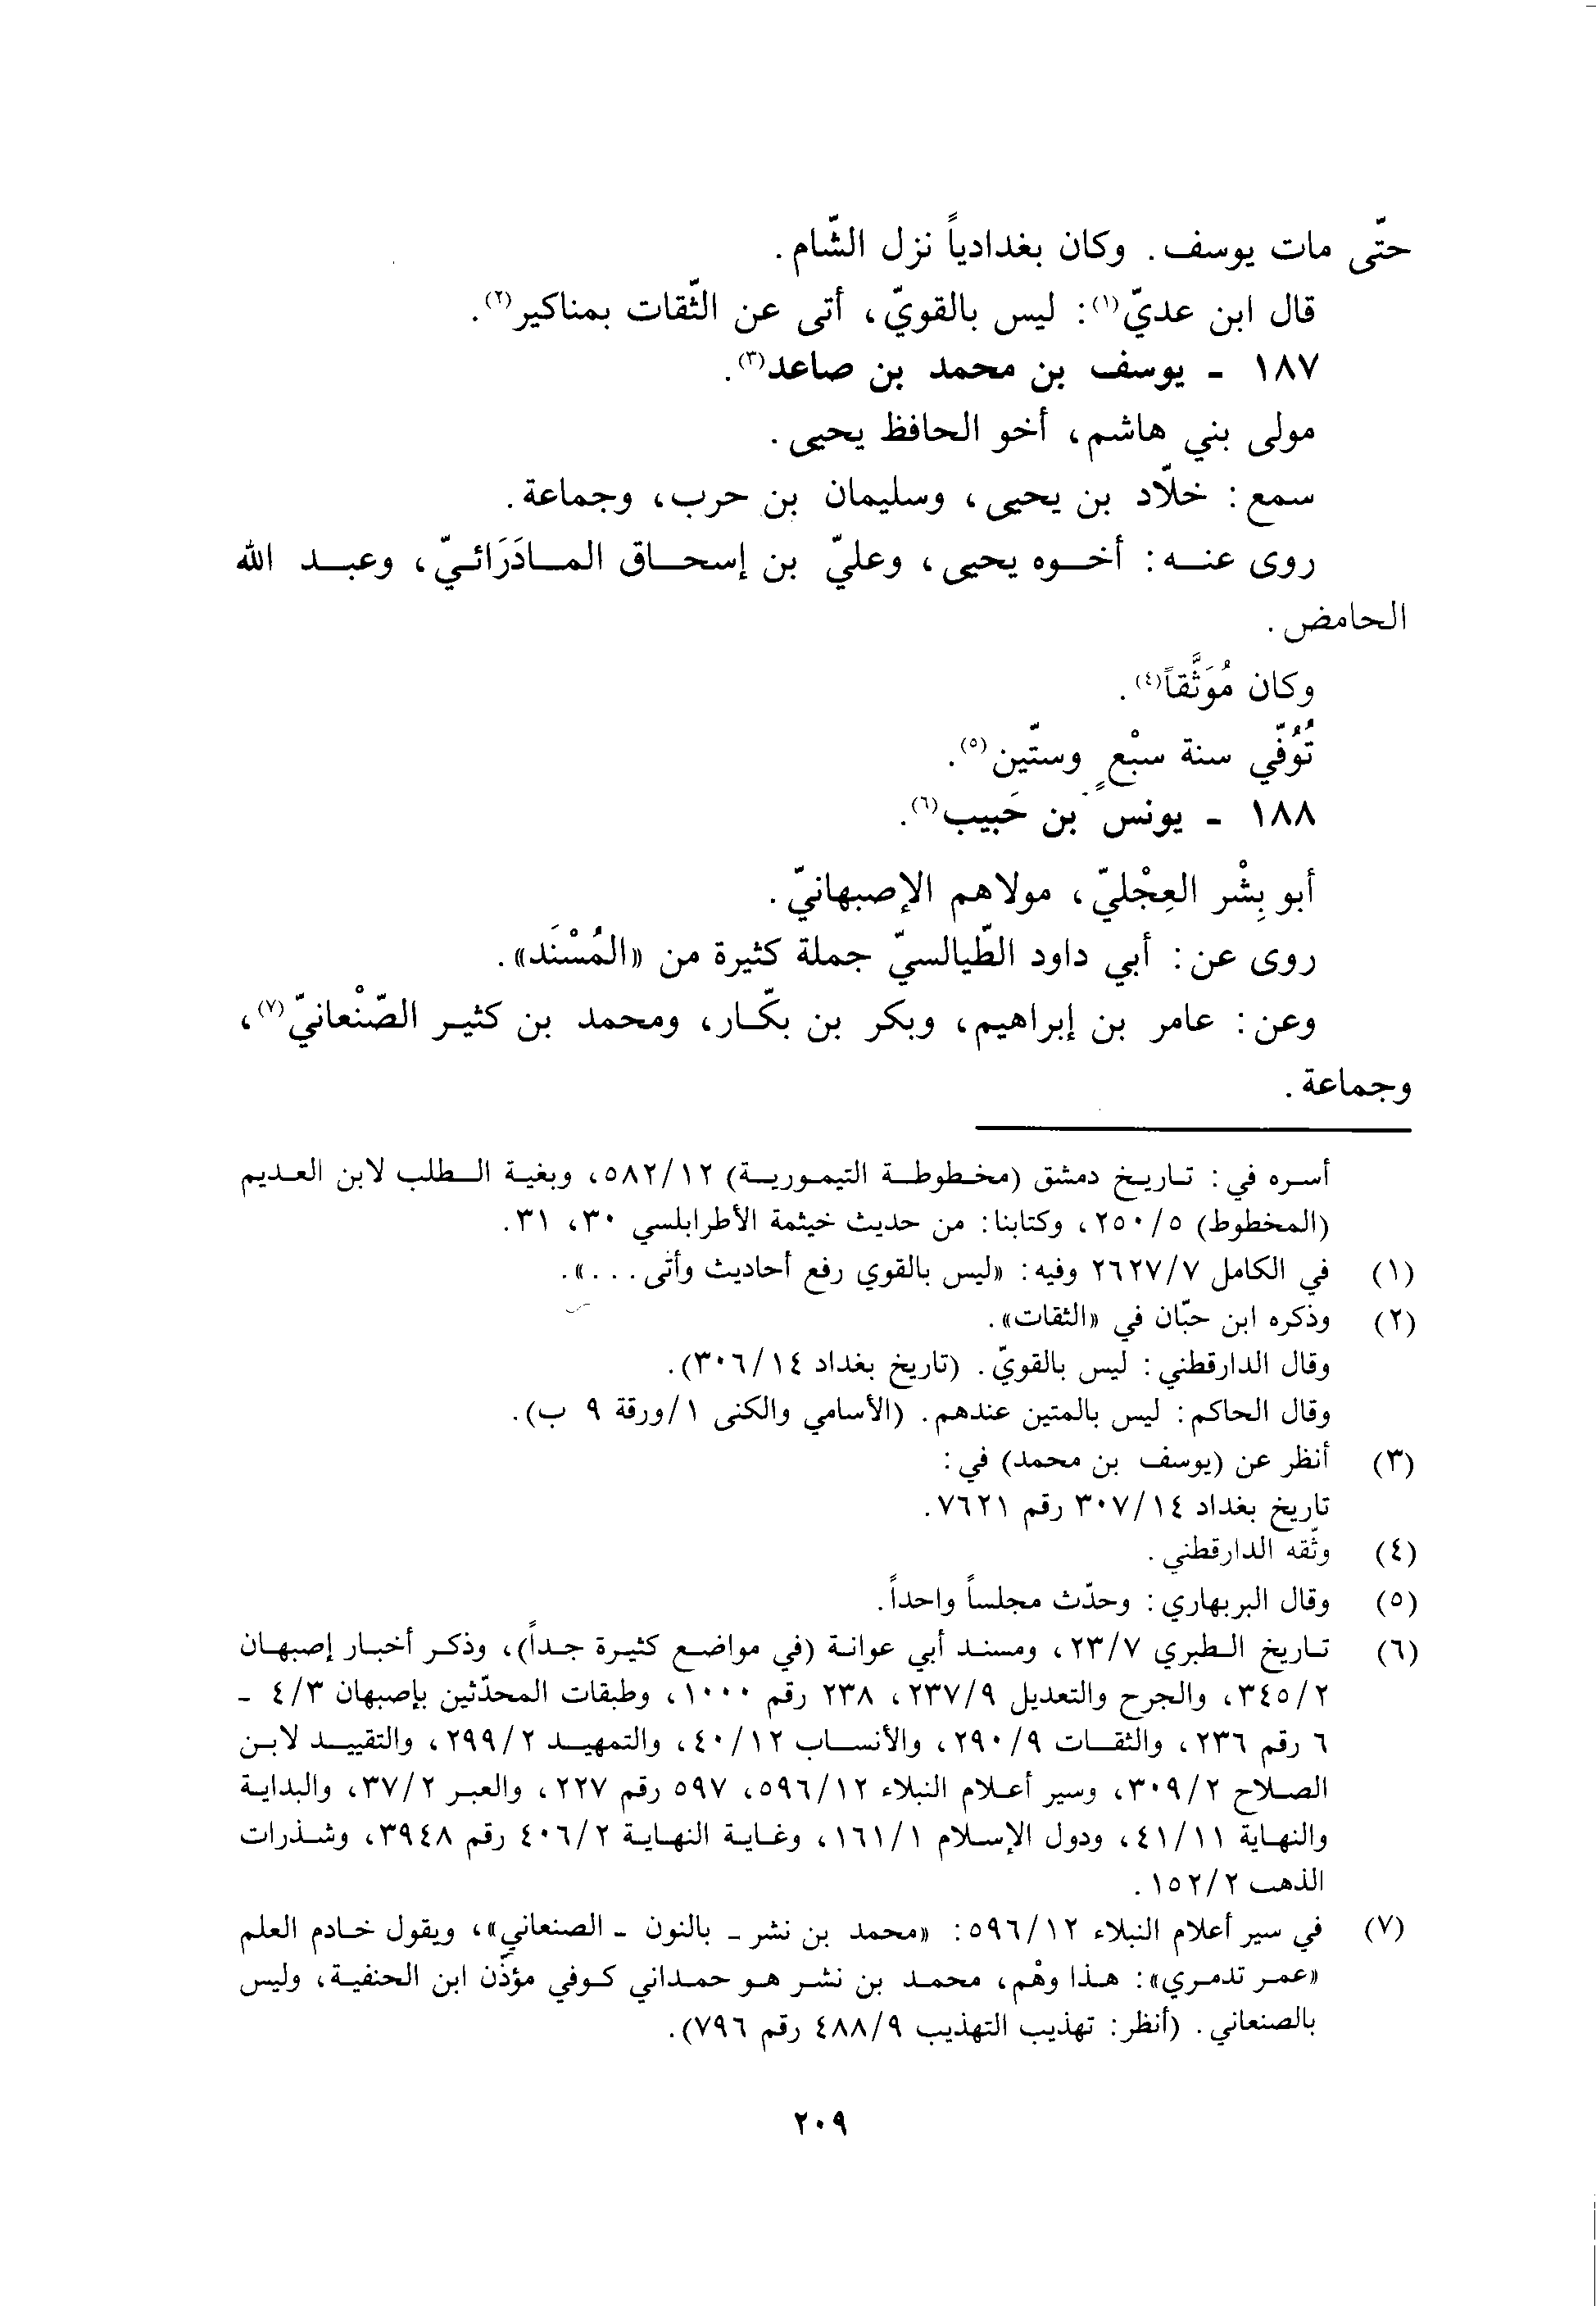 حتّى مات يوسف. وكان بغدادياً نزل الشّام.
قال ابن عديّ(١): ليس بالقويّ، أتى عن الثّقات بمناكير(٢).
١٨٧ - يوسف بن محمد بن صاعد(٣).
مولى بني هاشم، أخو الحافظ يحيى.
سمع: خلّاد بن يحيى، وسليمان بن حرب، وجماعة.
روى عنه: أخوه يحيى، وعليّ بن إسحاق المادَرَائيّ، وعبد الله
الحامض.
وكان مُوَثَّقاً(٤).
تُوُفّي سنة سبْعٍ وستّين(٥).
١٨٨ - يونس بن حَبيب(٦).
أبو بِشْر العِجْليّ، مولاهم الإصبهانيّ.
روى عن: أبي داود الطّيالسيّ جملة كثيرة من «المُسْنَد».
وعن: عامر بن إبراهيم، وبكر بن بكّار، ومحمد بن كثير الصّنْعانيّ(٧)،
وجماعة.
أسره في: تاريخ دمشق (مخطوطة التيمورية) ٥٨٢/١٢، وبغية الطلب لابن العديم
(المخطوط) ٢٥٠/٥، وكتابنا: من حديث خيثمة الأطرابلسي ٣٠، ٣١.
(١) في الكامل ٢٦٢٧/٧ وفيه: «ليس بالقوي رفع أحاديث وأتى...».
(٢) وذكره ابن حبّان في «الثقات».
وقال الدارقطني: ليس بالقويّ. (تاريخ بغداد ٣٠٦/١٤).
وقال الحاكم: ليس بالمتين عندهم. (الأسامي والكنى ١/ورقة ٩ ب).
(٣) أنظر عن (يوسف بن محمد) في:
تاريخ بغداد ٣٠٧/١٤ رقم ٧٦٢١.
(٤) وثّقه الدارقطني.
(٥) وقال البربهاري: وحدّث مجلساً واحداً.
(٦) تاريخ الطبري ٢٣/٧، ومسند أبي عوانة (في مواضع كثيرة جداً)، وذكر أخبار إصبهان
٣٤٥/٢، والجرح والتعديل ٢٣٧/٩، ٢٣٨ رقم ١٠٠٠، وطبقات المحدّثين بإصبهان ٤/٣ -
٦ رقم ٢٣٦، والثقات ٢٩٠/٩، والأنساب ٤٠/١٢، والتمهيد ٢٩٩/٢، والتقييد لابن
الصلاح ٣٠٩/٢، وسير أعلام النبلاء ٥٩٦/١٢، ٥٩٧ رقم ٢٢٧، والعبر ٣٧/٢، والبداية
والنهاية ٤١/١١، ودول الإسلام ١٦١/١، وغاية النهاية ٤٠٦/٢ رقم ٣٩٤٨، وشذرات
الذهب ١٥٢/٢.
(٧) في سير أعلام النبلاء ٥٩٦/١٢: «محمد بن نشر - بالنون - الصنعاني»، ويقول خادم العلم
«عمر تدمري»: هذا وهْم، محمد بن نشر هو حمداني كوفي مؤذّن ابن الحنفية، وليس
بالصنعاني. (أنظر: تهذيب التهذيب ٤٨٨/٩ رقم ٧٩٦).
٢٠٩